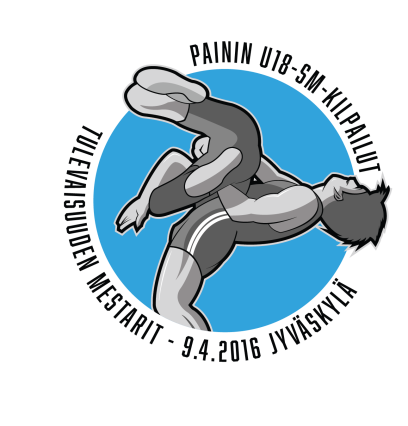 PAININ U18-SM-KILPAILUT
TULEVAISUUDEN MESTARIT - 9.4.2016 JYVÄSKYLÄ